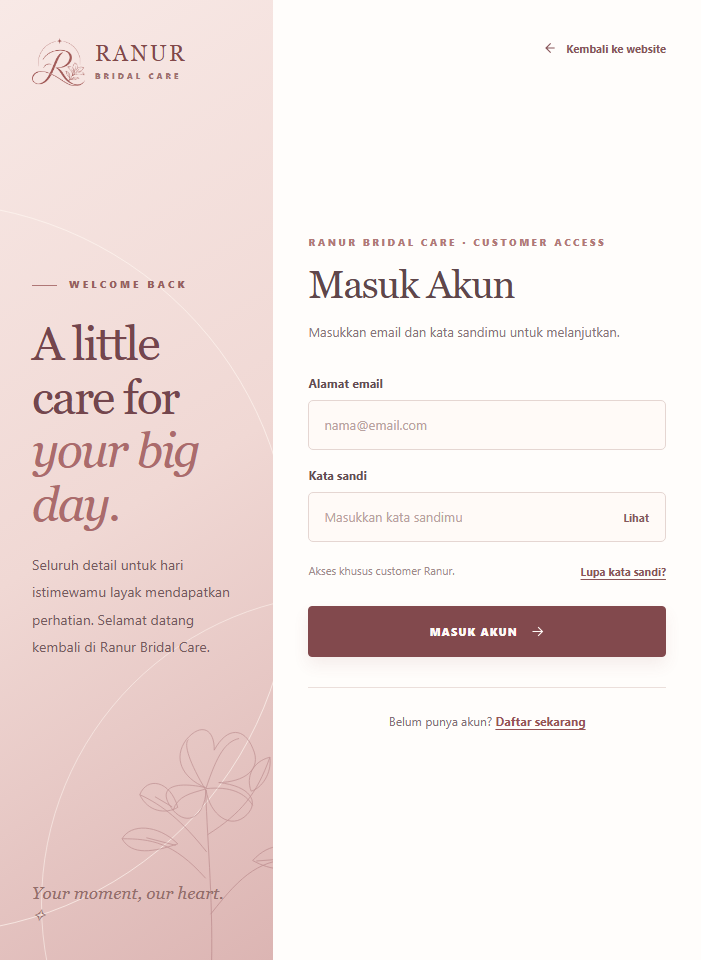 RANUR
BRIDAL CARE
WELCOME BACK
A little
care for
your big
day.
Seluruh detail untuk hari
istimewamu layak mendapatkan
perhatian. Selamat datang
kembali di Ranur Bridal Care.
Your moment, our heart.
Kembali ke website
RANUR BRIDAL CARE • CUSTOMER ACCESS
Masuk Akun
Masukkan email dan kata sandimu untuk melanjutkan.
Alamat email
nama@email.com
Kata sandi
Masukkan kata sandimu Lihat
Akses khusus customer Ranur. Lupa kata sandi?
MASUK AKUN →
Belum punya akun? Daftar sekarang